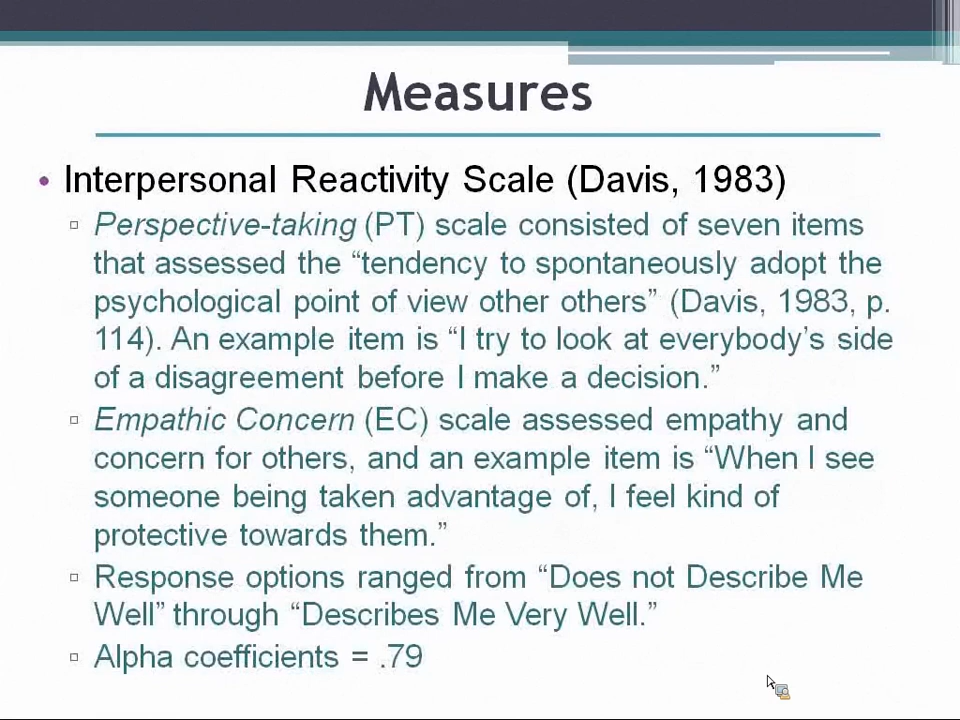 Measures
• Interpersonal Reactivity Scale (Davis, 1983)
▫ Perspective-taking (PT) scale consisted of seven items
that assessed the “tendency to spontaneously adopt the
psychological point of view other others” (Davis, 1983, p.
114). An example item is “I try to look at everybody’s side
of a disagreement before I make a decision.”
▫ Empathic Concern (EC) scale assessed empathy and
concern for others, and an example item is “When I see
someone being taken advantage of, I feel kind of
protective towards them.”
▫ Response options ranged from “Does not Describe Me
Well” through “Describes Me Very Well.”
▫ Alpha coefficients = .79